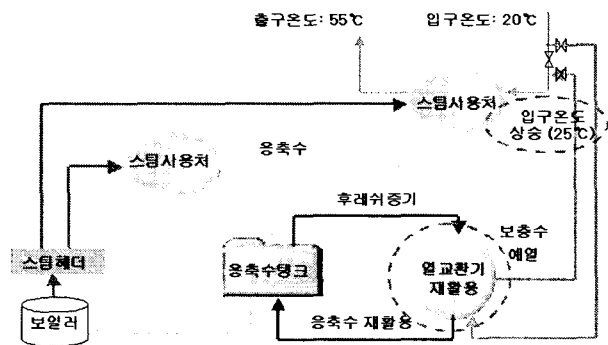 출구온도: 55℃
입구온도: 20℃
스팀사용처
입구온도
상승 (25℃)
스팀사용처
응축수
후레쉬증기
보충수
예열
스팀헤더
응축수탱크
열교환기
재활용
보일러
응축수 재활용